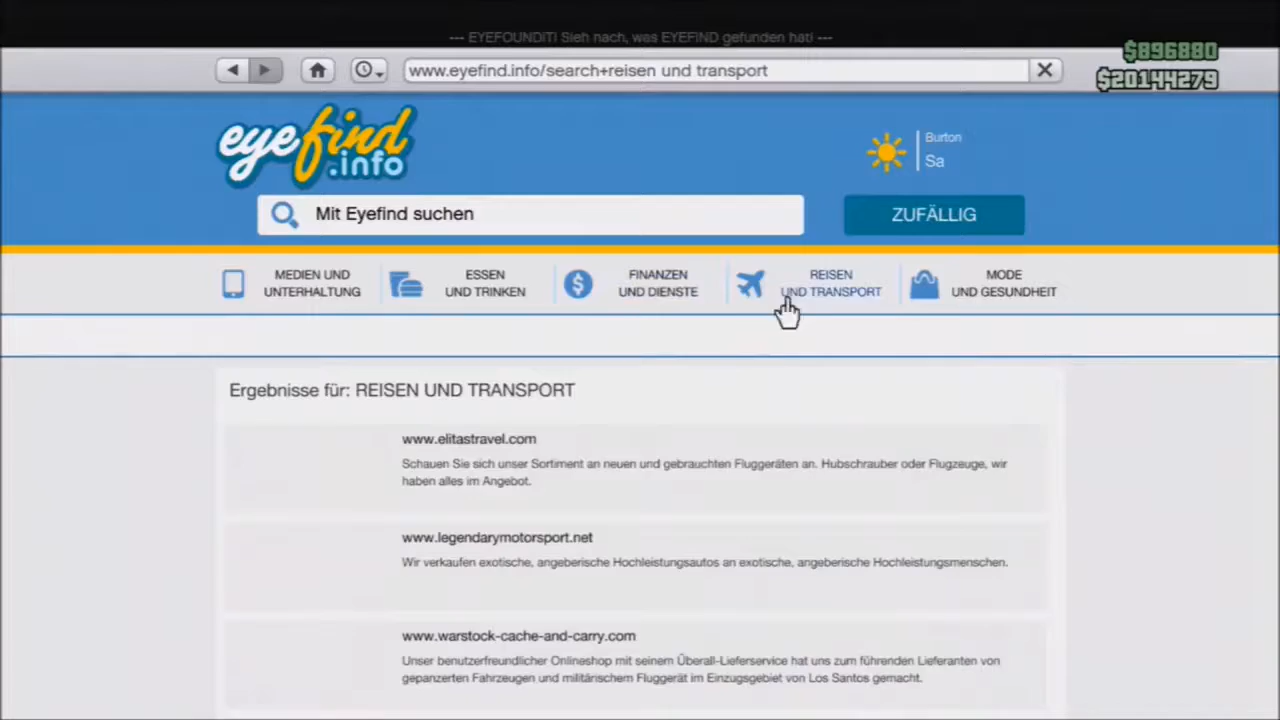 --- EYEFOUNDIT! Sieh nach, was EYEFIND gefunden hat! ---
$896880
www.eyefind.info/search+reisen und transport
$20144279
eyefind
.info
Burton
Sa
Mit Eyefind suchen
ZUFÄLLIG
MEDIEN UND
UNTERHALTUNG
ESSEN
UND TRINKEN
FINANZEN
UND DIENSTE
REISEN
UND TRANSPORT
MODE
UND GESUNDHEIT
Ergebnisse für: REISEN UND TRANSPORT
www.elitastravel.com
Schauen Sie sich unser Sortiment an neuen und gebrauchten Fluggeräten an. Hubschrauber oder Flugzeuge, wir
haben alles im Angebot.
www.legendarymotorsport.net
Wir verkaufen exotische, angeberische Hochleistungsautos an exotische, angeberische Hochleistungsmenschen.
www.warstock-cache-and-carry.com
Unser benutzerfreundlicher Onlineshop mit seinem Überall-Lieferservice hat uns zum führenden Lieferanten von
gepanzerten Fahrzeugen und militärischem Fluggerät im Einzugsgebiet von Los Santos gemacht.